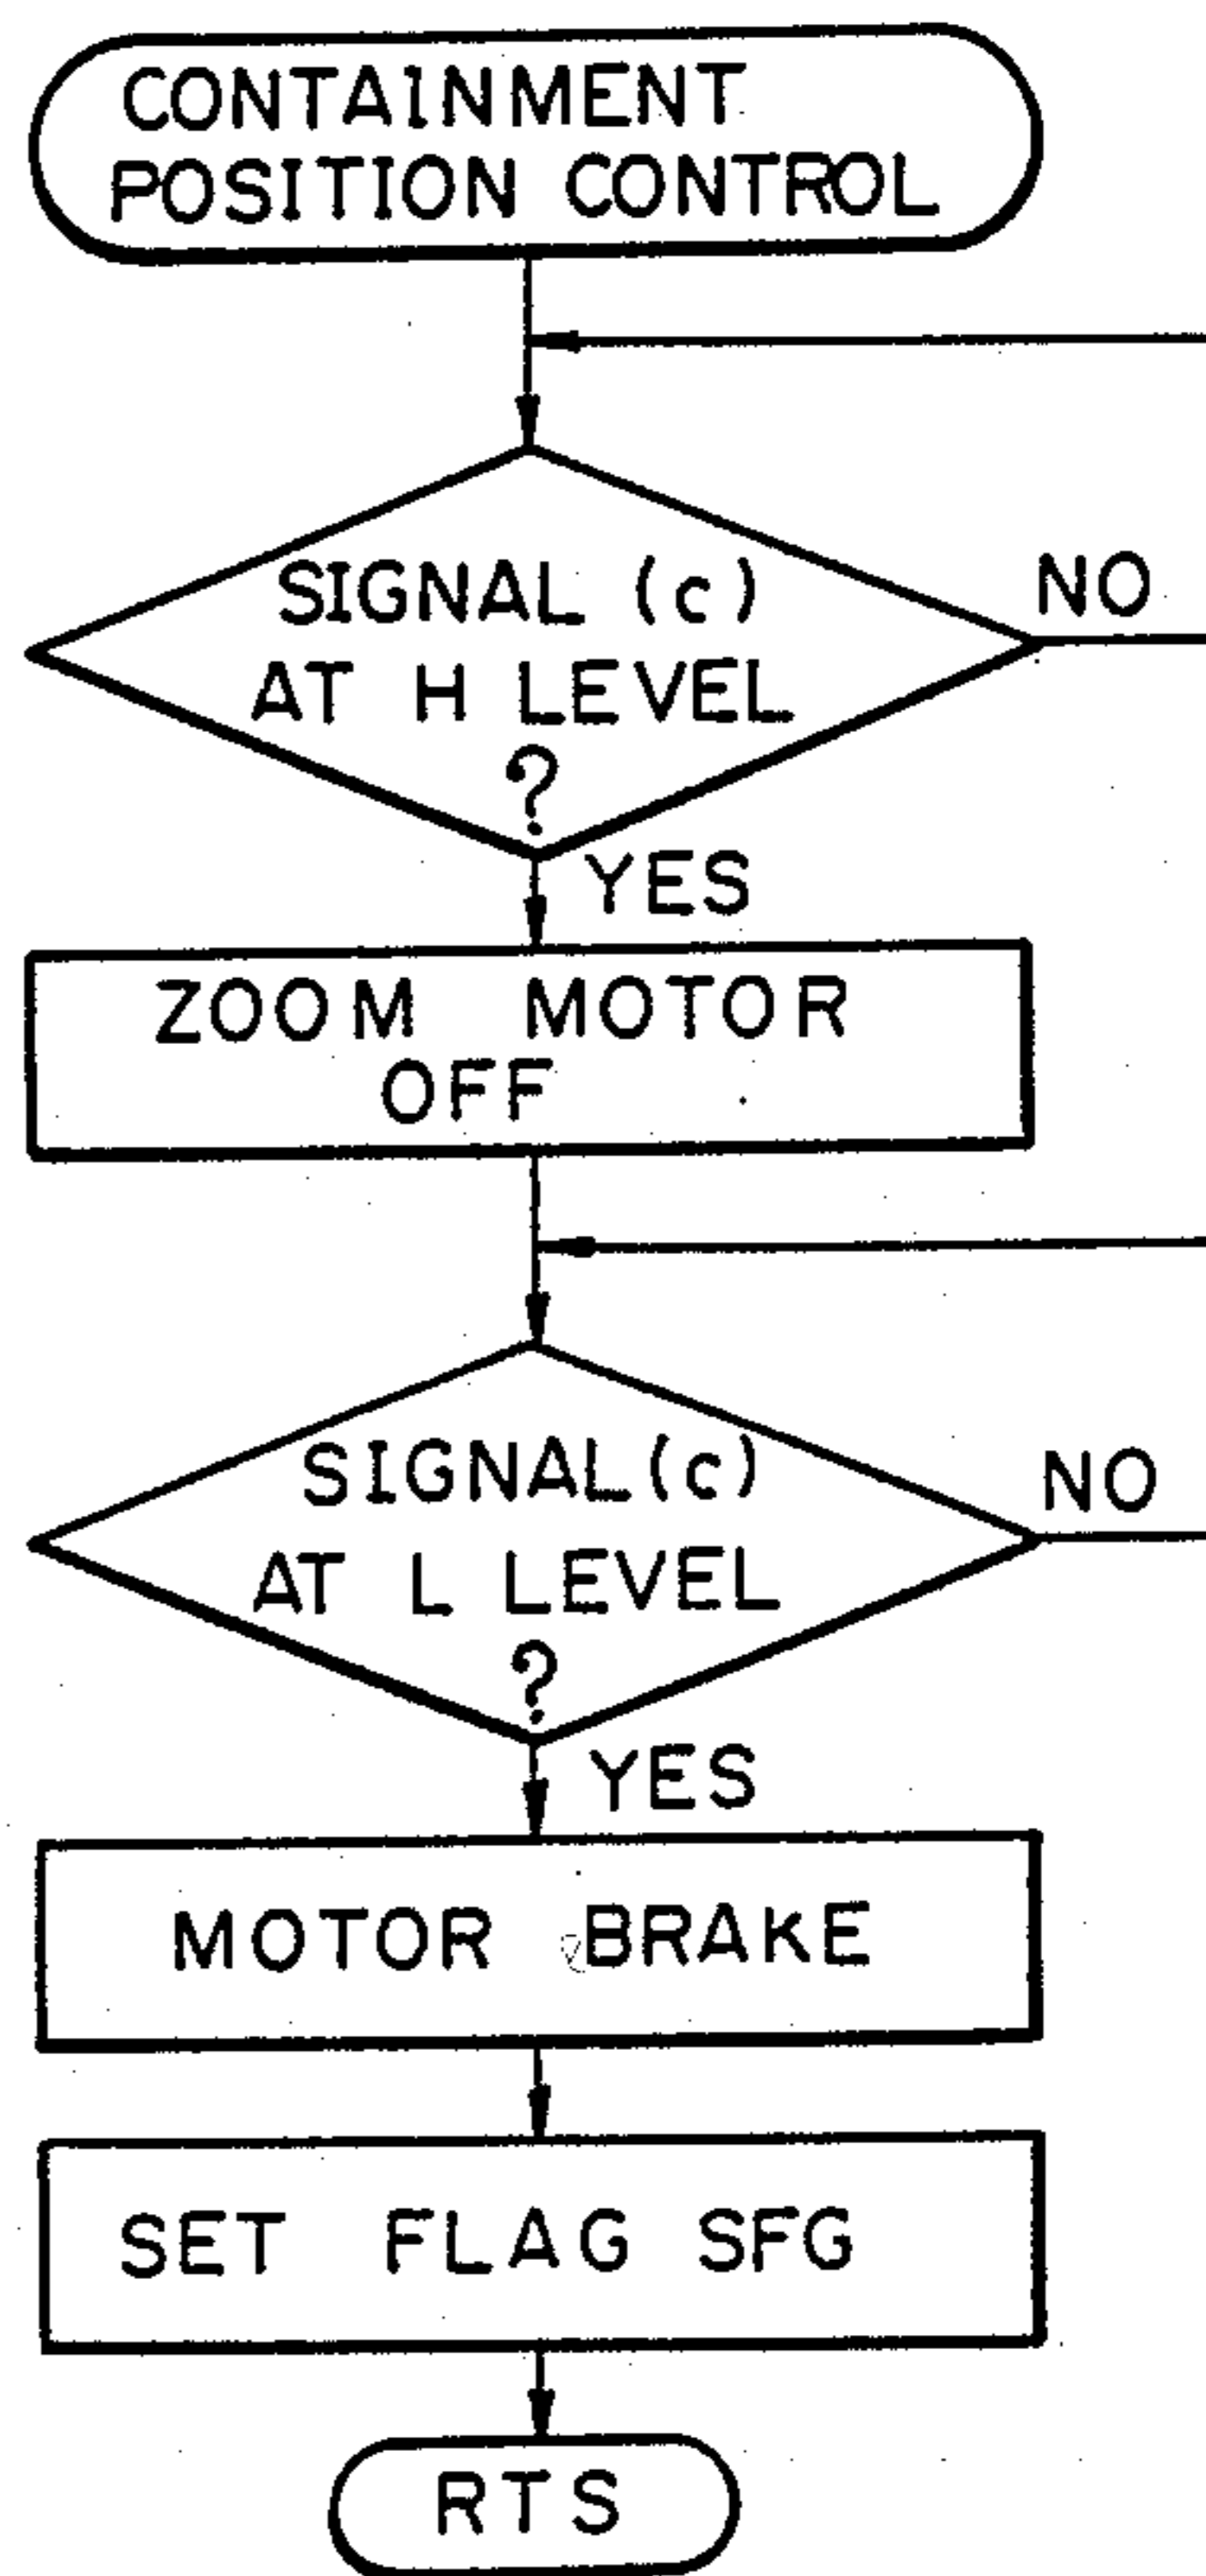 CONTAINMENT
POSITION CONTROL
SIGNAL (c)
AT H LEVEL
?
NO
YES
ZOOM MOTOR
OFF
SIGNAL (c)
AT L LEVEL
?
NO
YES
MOTOR BRAKE
SET FLAG SFG
RTS